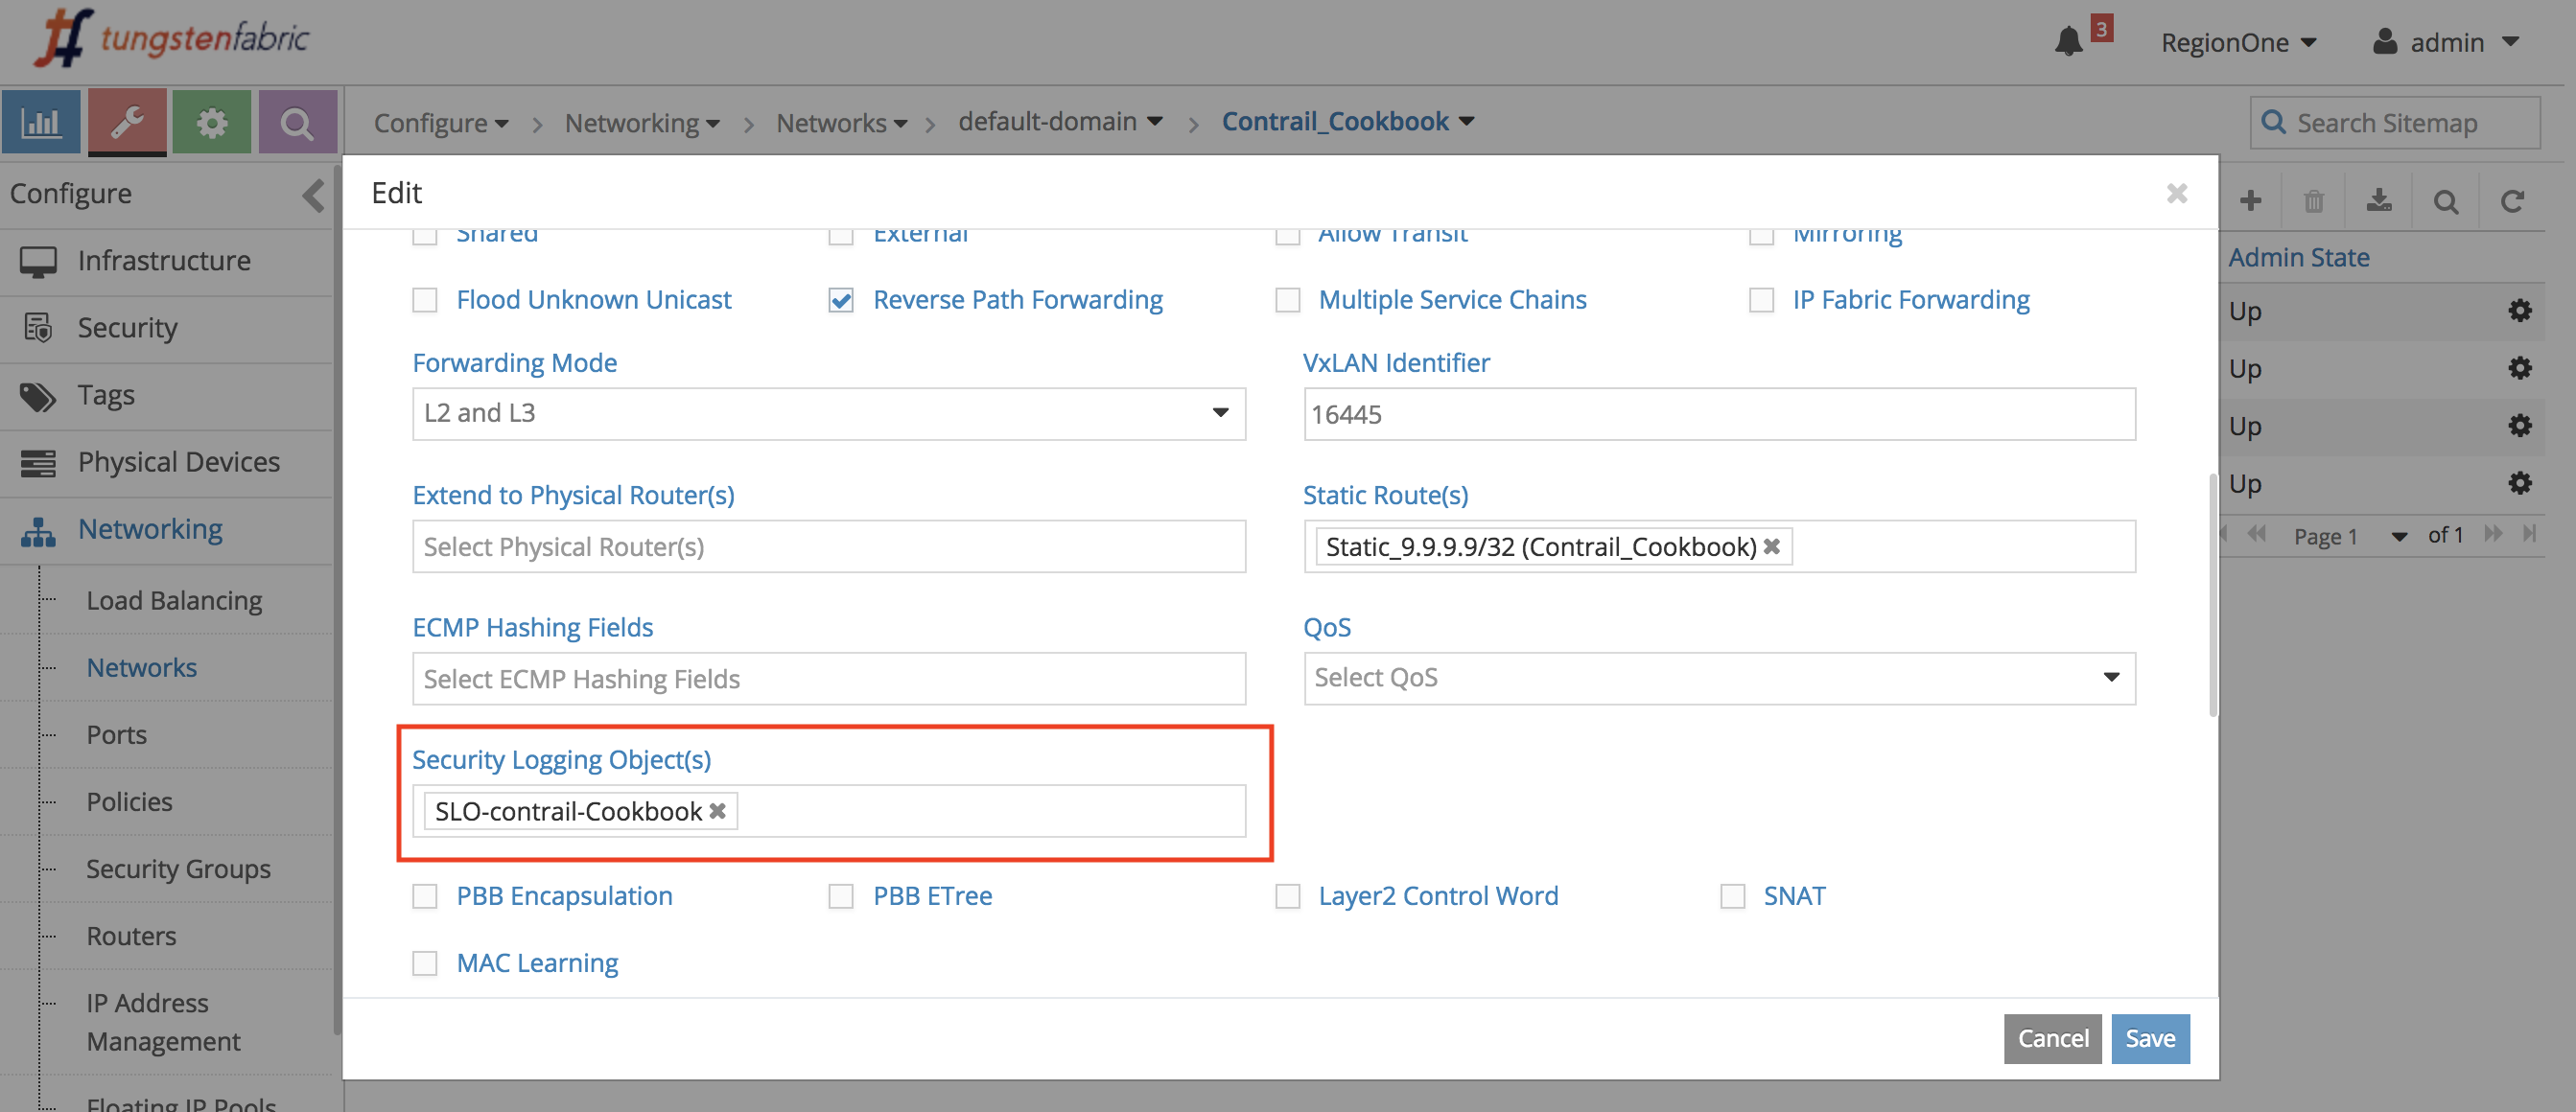 tungstenfabric
3
RegionOne
admin
Configure > Networking > Networks > default-domain > Contrail_Cookbook
Search Sitemap
Configure
Infrastructure
Security
Tags
Physical Devices
Networking
Load Balancing
Networks
Ports
Policies
Security Groups
Routers
IP Address
Management
Floating IP Pools
Edit
Shared External Allow Transit Mirroring
Flood Unknown Unicast Reverse Path Forwarding Multiple Service Chains IP Fabric Forwarding
Forwarding Mode VxLAN Identifier
L2 and L3 16445
Extend to Physical Router(s) Static Route(s)
Select Physical Router(s) Static_9.9.9.9/32 (Contrail_Cookbook)
ECMP Hashing Fields QoS
Select ECMP Hashing Fields Select QoS
Security Logging Object(s)
SLO-contrail-Cookbook
PBB Encapsulation PBB ETree Layer2 Control Word SNAT
MAC Learning
Cancel Save
Admin State
Up
Up
Up
Up
Page 1 of 1